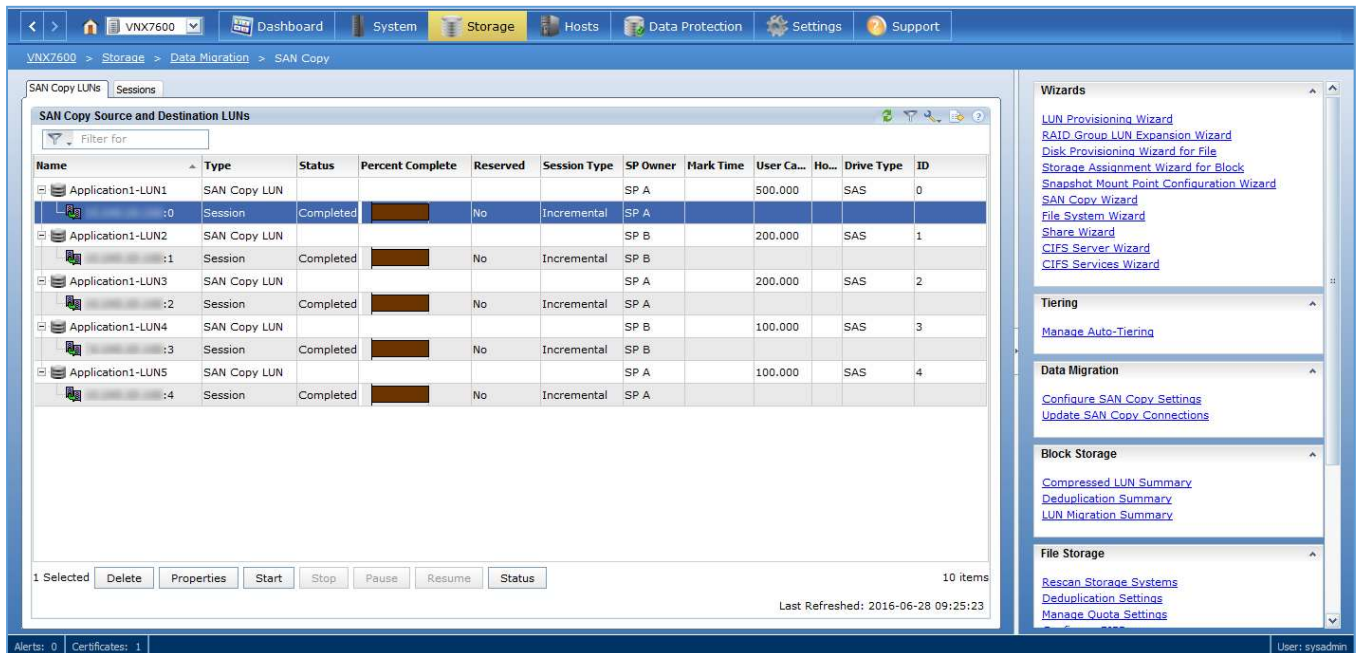 VNX7600 Dashboard System Storage Hosts Data Protection Settings Support
VNX7600 > Storage > Data Migration > SAN Copy
SAN Copy LUNs Sessions
SAN Copy Source and Destination LUNs
Filter for
Name Type Status Percent Complete Reserved Session Type SP Owner Mark Time User Ca... Ho... Drive Type ID
Application1-LUN1 SAN Copy LUN SP A 500.000 SAS 0
:0 Session Completed No Incremental SP A
Application1-LUN2 SAN Copy LUN SP B 200.000 SAS 1
:1 Session Completed No Incremental SP B
Application1-LUN3 SAN Copy LUN SP A 200.000 SAS 2
:2 Session Completed No Incremental SP A
Application1-LUN4 SAN Copy LUN SP B 100.000 SAS 3
:3 Session Completed No Incremental SP B
Application1-LUN5 SAN Copy LUN SP A 100.000 SAS 4
:4 Session Completed No Incremental SP A
1 Selected Delete Properties Start Stop Pause Resume Status 10 items
Last Refreshed: 2016-06-28 09:25:23
Wizards
LUN Provisioning Wizard
RAID Group LUN Expansion Wizard
Disk Provisioning Wizard for File
Storage Assignment Wizard for Block
Snapshot Mount Point Configuration Wizard
SAN Copy Wizard
File System Wizard
Share Wizard
CIFS Server Wizard
CIFS Services Wizard
Tiering
Manage Auto-Tiering
Data Migration
Configure SAN Copy Settings
Update SAN Copy Connections
Block Storage
Compressed LUN Summary
Deduplication Summary
LUN Migration Summary
File Storage
Rescan Storage Systems
Deduplication Settings
Manage Quota Settings
Alerts: 0 Certificates: 1 User: sysadmin